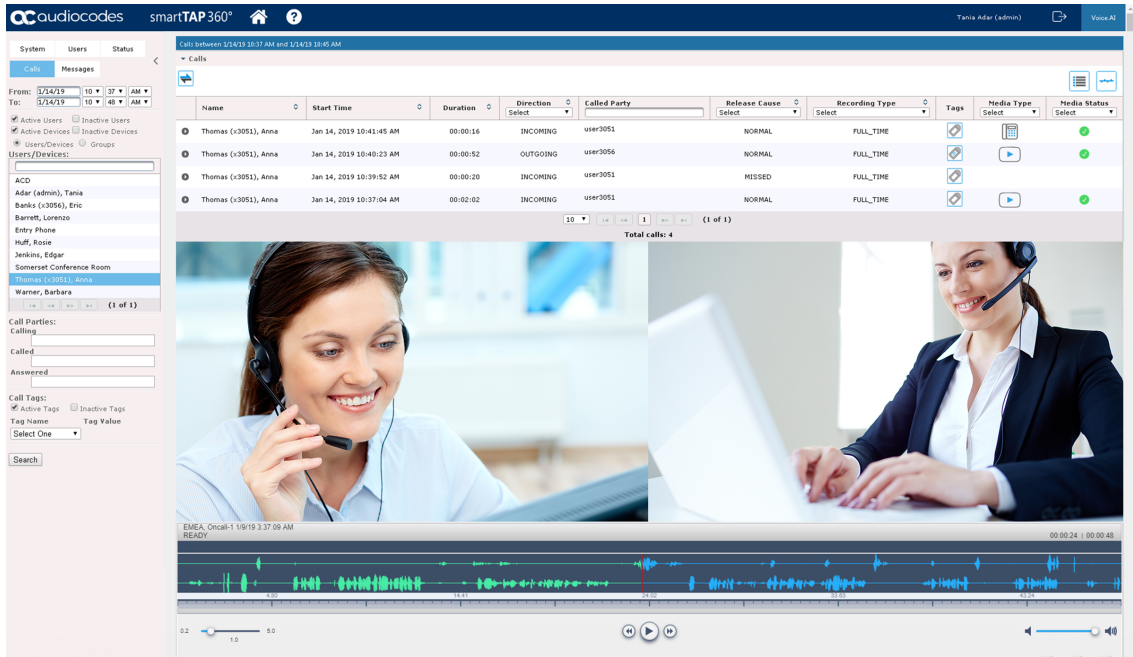 audiocodes smartTAP 360° Tania Adar (admin) Voice.AI
System Users Status
Calls Messages
From: 1/14/19 10 37 AM
To: 1/14/19 10 48 AM
Active Users Inactive Users
Active Devices Inactive Devices
Users/Devices Groups
Users/Devices:
ACD
Adar (admin), Tania
Banks (x3056), Eric
Barrett, Lorenzo
Entry Phone
Huff, Rosie
Jenkins, Edgar
Somerset Conference Room
Thomas (x3051), Anna
Warner, Barbara
(1 of 1)
Call Parties:
Calling
Called
Answered
Call Tags:
Active Tags Inactive Tags
Tag Name Tag Value
Select One
Search
Calls between 1/14/19 10:37 AM and 1/14/19 10:45 AM
Calls
Name Start Time Duration Direction Called Party Release Cause Recording Type Tags Media Type Media Status
Select Select Select Select Select
Thomas (x3051), Anna Jan 14, 2019 10:41:45 AM 00:00:16 INCOMING user3051 NORMAL FULL_TIME
Thomas (x3051), Anna Jan 14, 2019 10:40:23 AM 00:00:52 OUTGOING user3056 NORMAL FULL_TIME
Thomas (x3051), Anna Jan 14, 2019 10:39:52 AM 00:00:20 INCOMING user3051 MISSED FULL_TIME
Thomas (x3051), Anna Jan 14, 2019 10:37:04 AM 00:02:02 INCOMING user3051 NORMAL FULL_TIME
10 1 (1 of 1)
Total calls: 4
EMEA, Oncall-1 1/9/19 3:37:09 AM
READY 00:00:24 | 00:00:48
4.80 14.41 24.02 33.63 43.24
0.2 5.0
1.0